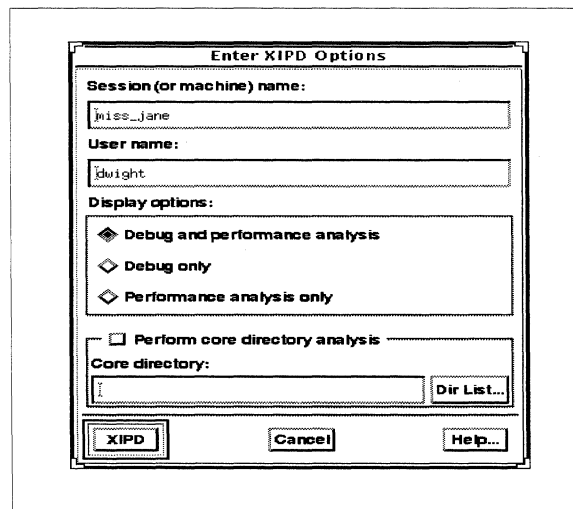 Enter XIPD Options
Session (or machine) name:
miss_jane
User name:
dwight
Display options:
Debug and performance analysis
Debug only
Performance analysis only
Perform core directory analysis
Core directory:
Dir List...
XIPD Cancel Help...